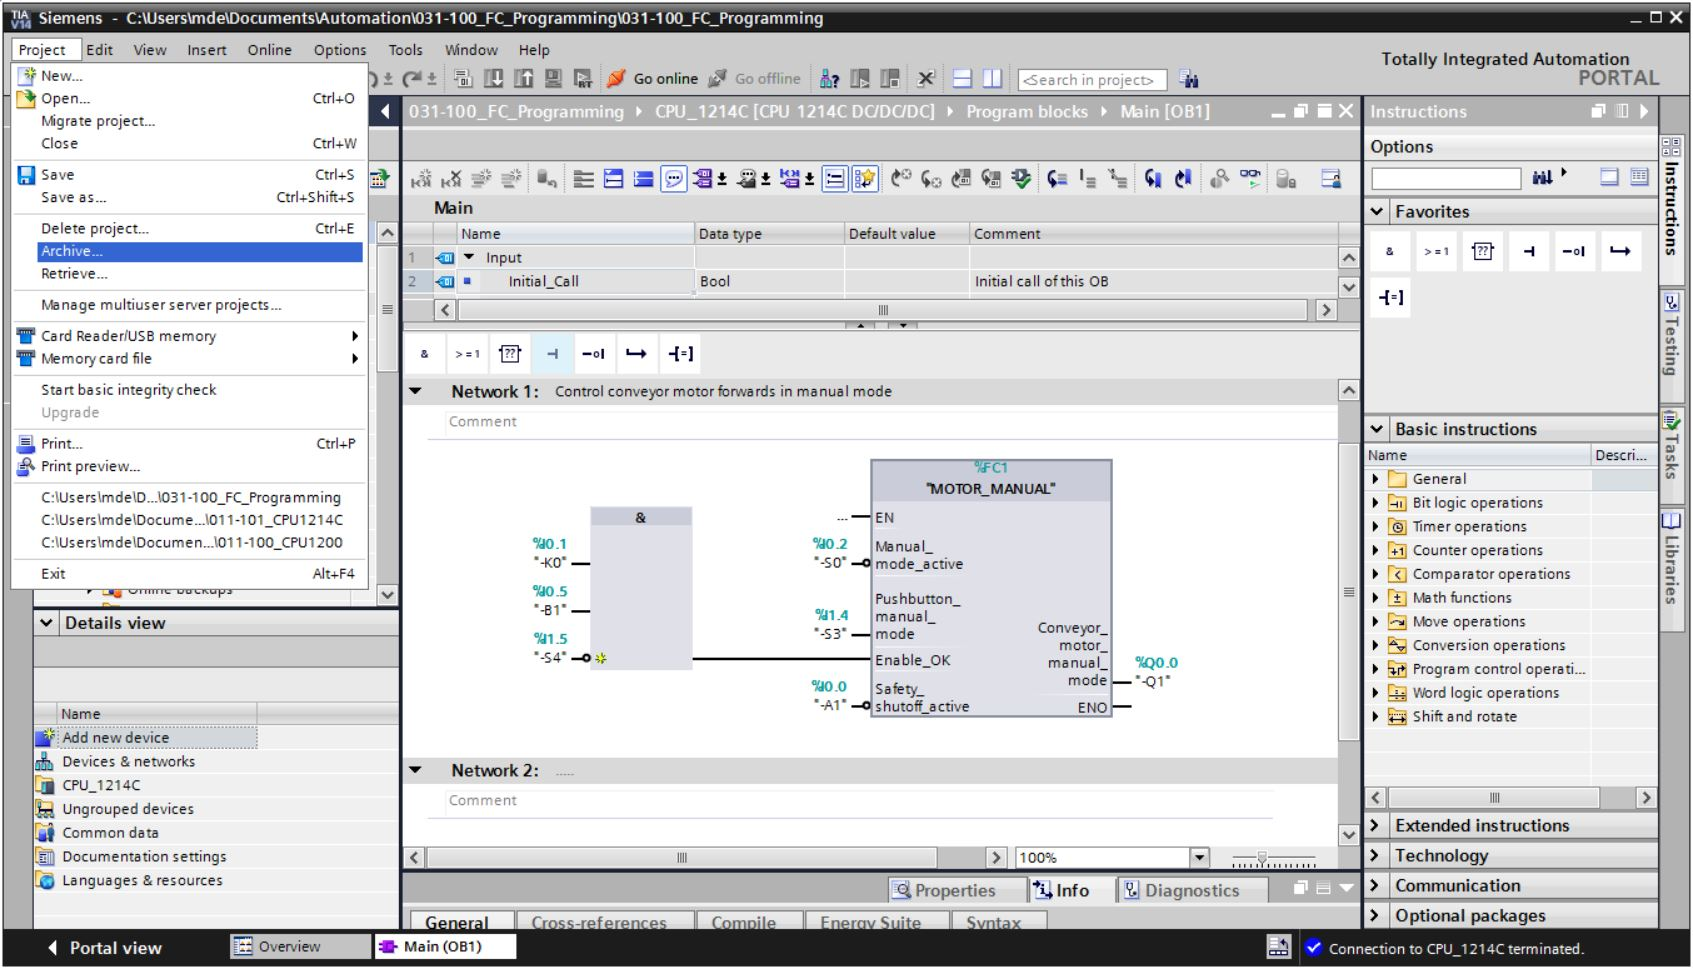 TIA V14 Siemens - C:\Users\mde\Documents\Automation\031-100_FC_Programming\031-100_FC_Programming
Project Edit View Insert Online Options Tools Window Help
Totally Integrated Automation
PORTAL
New...
Open... Ctrl+O
Migrate project...
Close Ctrl+W
Save Ctrl+S
Save as... Ctrl+Shift+S
Delete project... Ctrl+E
Archive...
Retrieve...
Manage multiuser server projects...
Card Reader/USB memory
Memory card file
Start basic integrity check
Upgrade
Print... Ctrl+P
Print preview...
C:\Users\mde\D...\031-100_FC_Programming
C:\Users\mde\Docume...\011-101_CPU1214C
C:\Users\mde\Documen...\011-100_CPU1200
Exit Alt+F4
Online backups
Go online Go offline <Search in project>
031-100_FC_Programming CPU_1214C [CPU 1214C DC/DC/DC] Program blocks Main [OB1]
Main
Name Data type Default value Comment
1 Input
2 Initial_Call Bool Initial call of this OB
& >=1 ??
Network 1: Control conveyor motor forwards in manual mode
Comment
&
%I0.1
"-K0"
%I0.5
"-B1"
%I1.5
"-S4"
%FC1
"MOTOR_MANUAL"
... EN
%I0.2
"-S0"
Manual_
mode_active
%I1.4
"-S3"
Pushbutton_
manual_
mode
Enable_OK
%I0.0
"-A1"
Safety_
shutoff_active
Conveyor_
motor_
manual_
mode
%Q0.0
"-Q1"
ENO
Network 2: .....
Comment
100%
Properties Info Diagnostics
General Cross-references Compile Energy Suite Syntax
Details view
Name
Add new device
Devices & networks
CPU_1214C
Ungrouped devices
Common data
Documentation settings
Languages & resources
Instructions
Options
Favorites
& >=1 ??
Basic instructions
Name Descri...
General
Bit logic operations
Timer operations
Counter operations
Comparator operations
Math functions
Move operations
Conversion operations
Program control operati...
Word logic operations
Shift and rotate
Extended instructions
Technology
Communication
Optional packages
Instructions
Testing
Tasks
Libraries
Portal view Overview Main (OB1) Connection to CPU_1214C terminated.